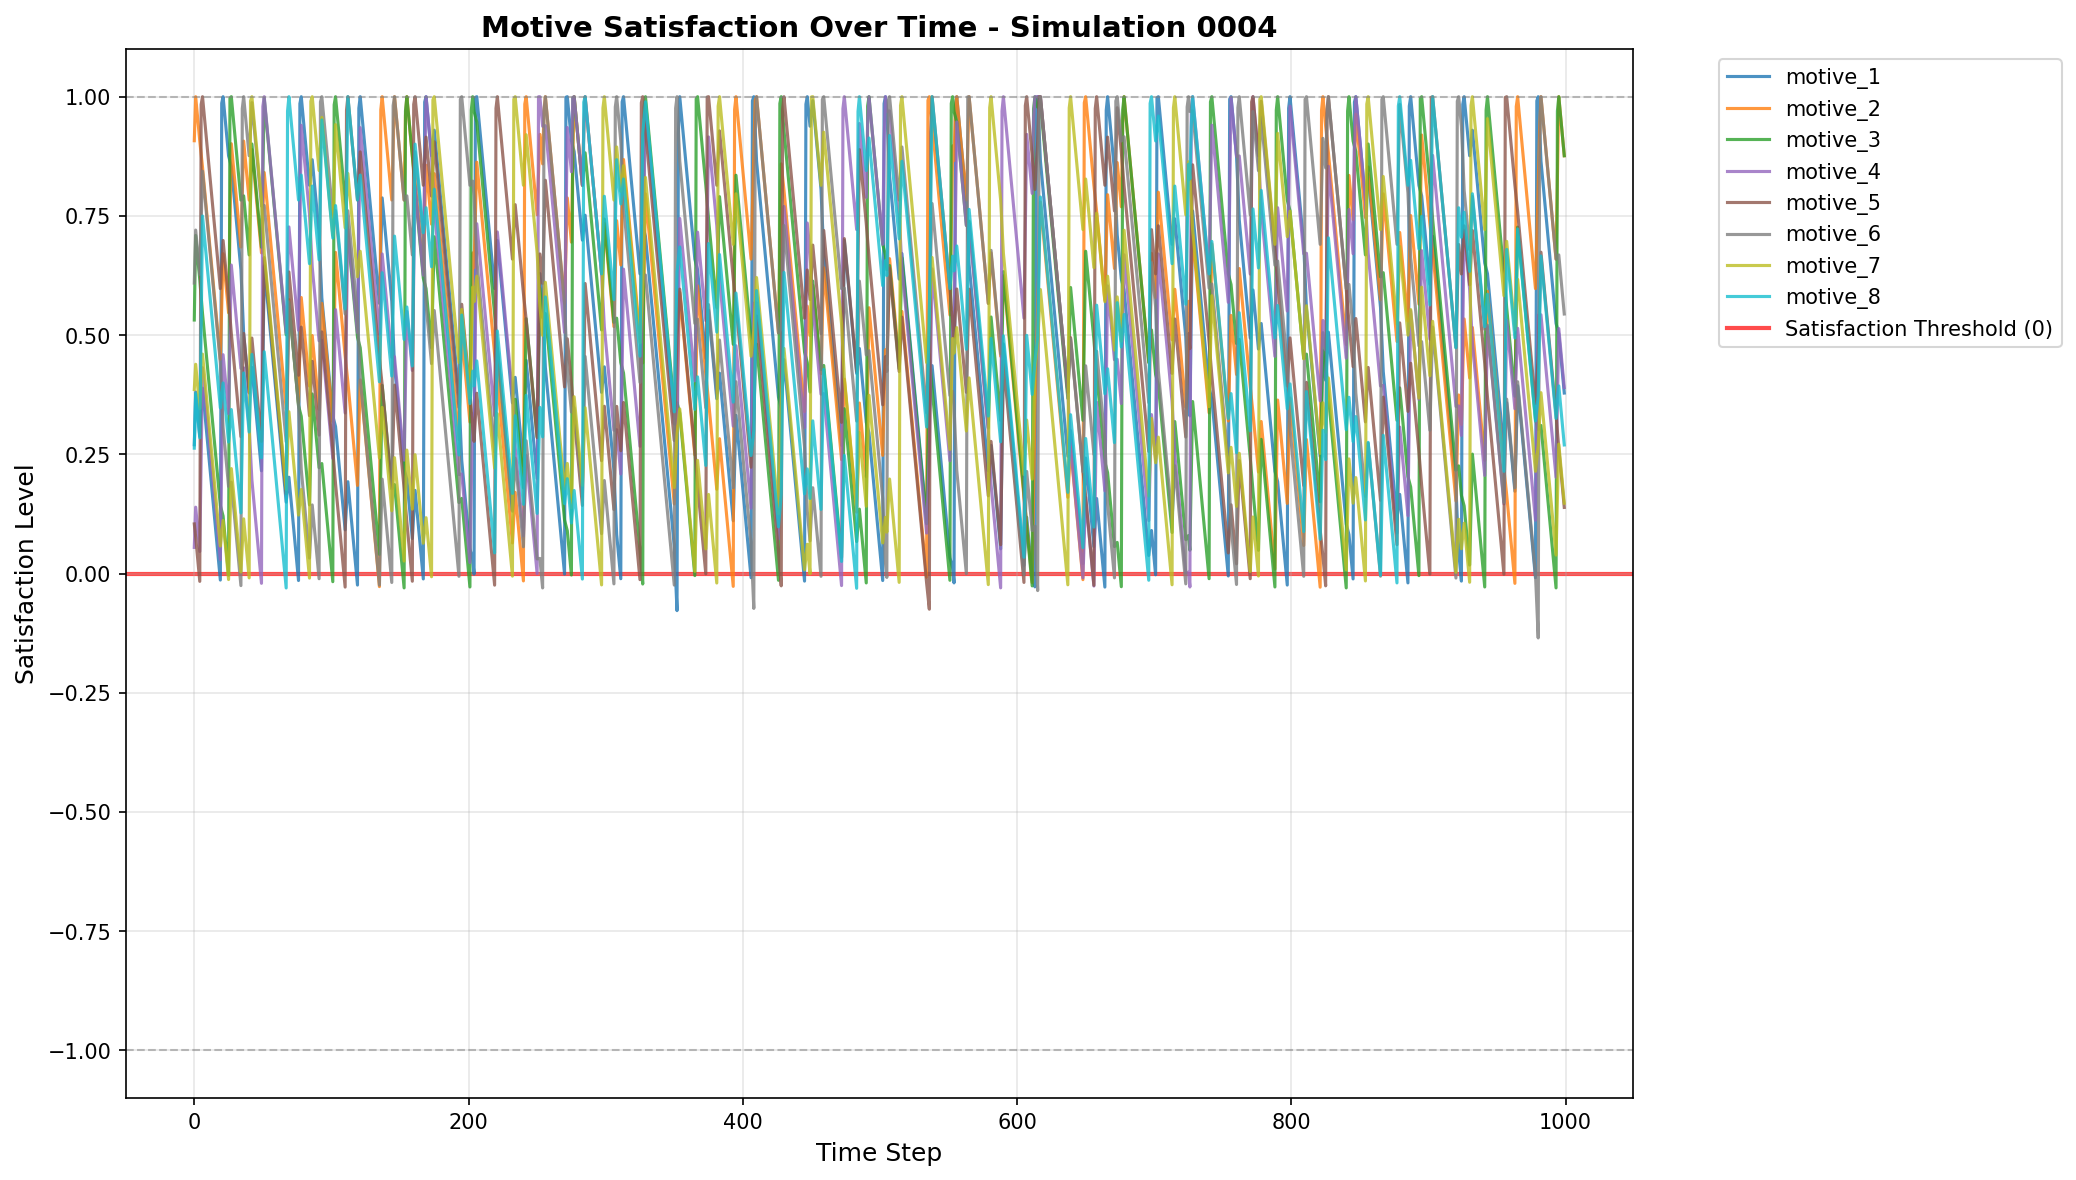 Motive Satisfaction Over Time - Simulation 0004
motive_1
motive_2
motive_3
motive_4
motive_5
motive_6
motive_7
motive_8
Satisfaction Threshold (0)
Satisfaction Level
1.00
0.75
0.50
0.25
0.00
−0.25
−0.50
−0.75
−1.00
0 200 400 600 800 1000
Time Step